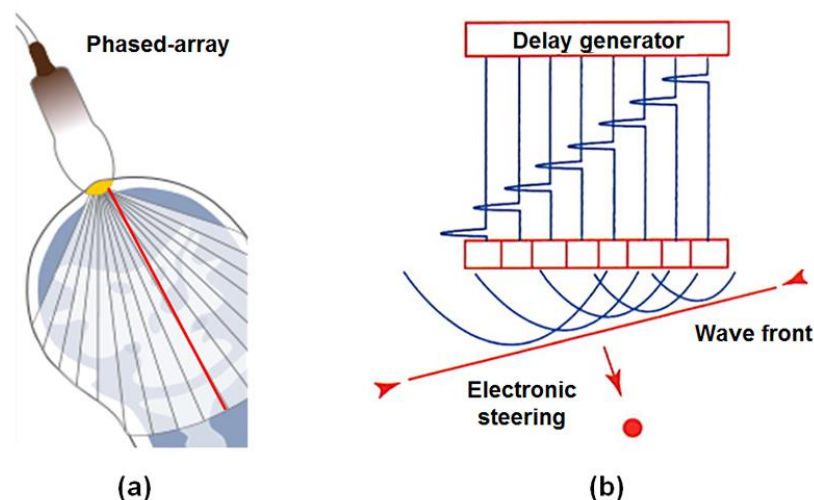 Phased-array
Delay generator
Wave front
Electronic
steering
(a)
(b)